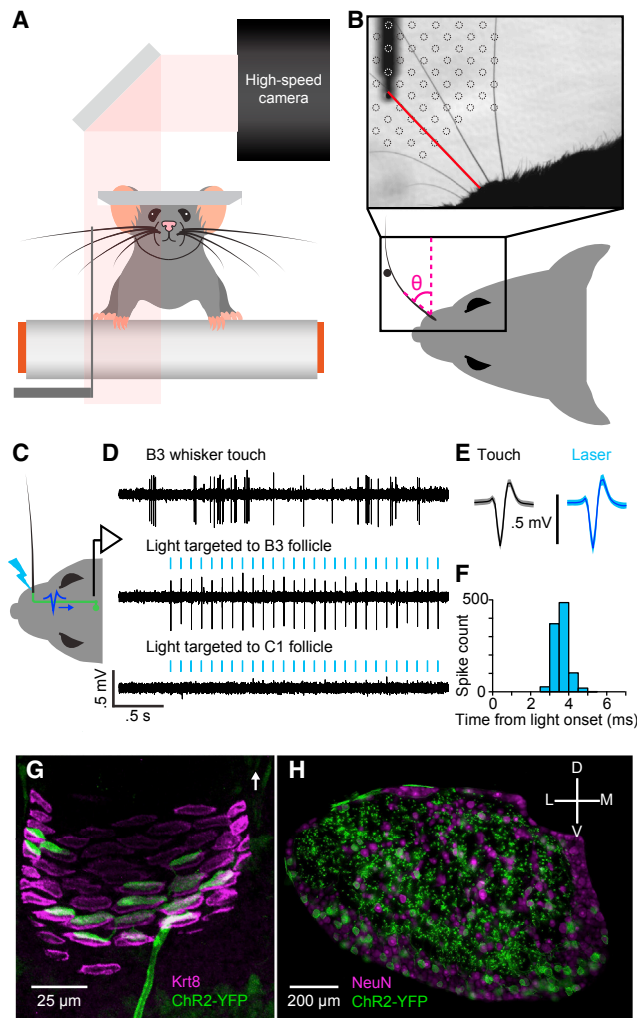 A
High-speed
camera
B
θ
C
D
B3 whisker touch
Light targeted to B3 follicle
Light targeted to C1 follicle
.5 mV
.5 s
E
Touch
Laser
.5 mV
F
500
0
Spike count
0 2 4 6
Time from light onset (ms)
G
Krt8
ChR2-YFP
25 µm
H
D
L M
V
NeuN
ChR2-YFP
200 µm